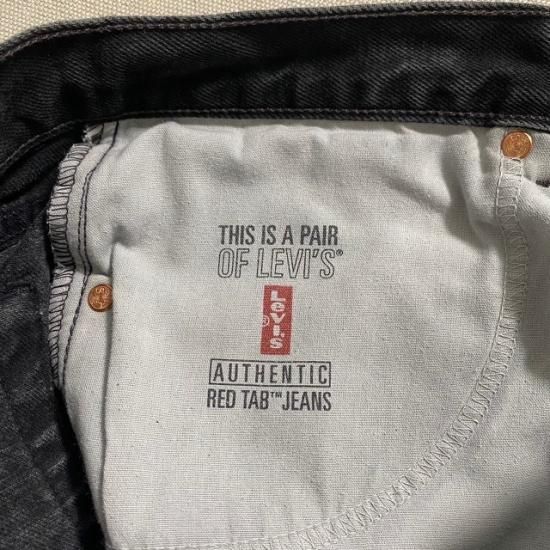 THIS IS A PAIR
OF LEVI'S®
Levi's®
AUTHENTIC
RED TAB™ JEANS